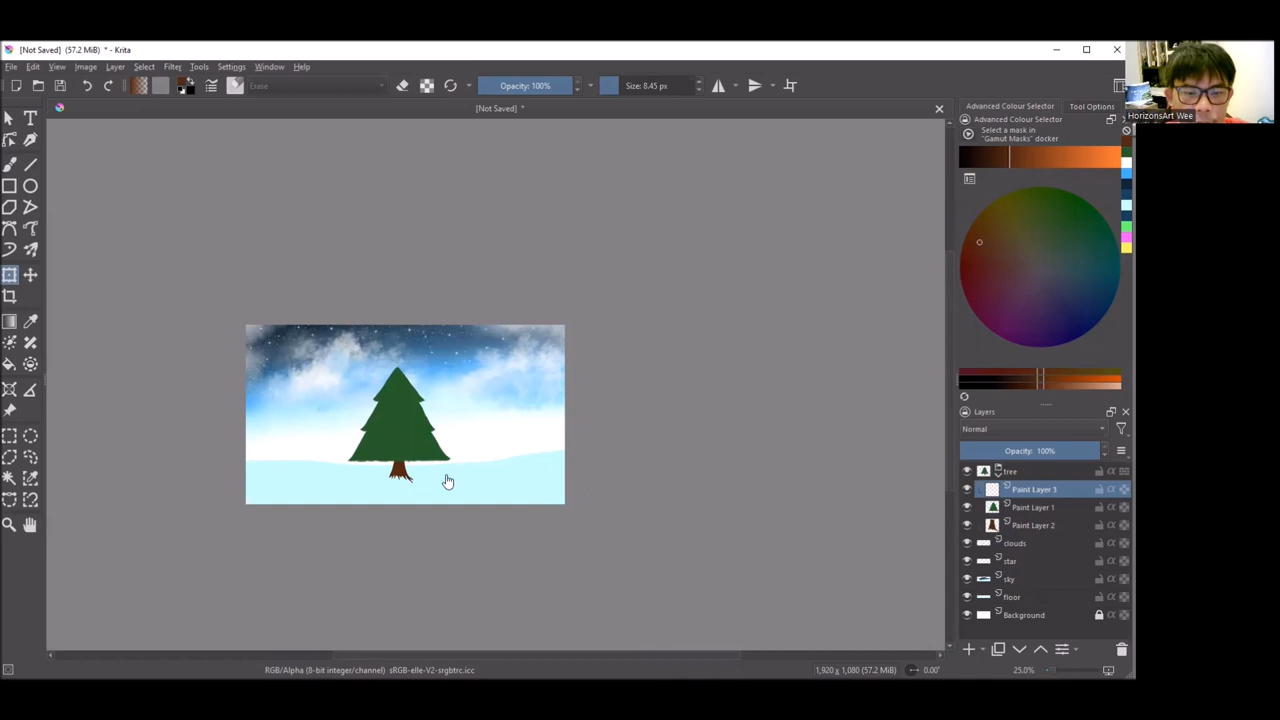 [Not Saved] (57.2 MiB) * - Krita
File Edit View Image Layer Select Filter Tools Settings Window Help
Erase
Opacity: 100%
Size: 8.45 px
HorizonsArt Wee
[Not Saved] *
Advanced Colour Selector
Tool Options
Advanced Colour Selector
Select a mask in
"Gamut Masks" docker
Layers
Normal
Opacity: 100%
tree
Paint Layer 3
Paint Layer 1
Paint Layer 2
clouds
star
sky
floor
Background
RGB/Alpha (8-bit integer/channel) sRGB-elle-V2-srgbtrc.icc
1,920 x 1,080 (57.2 MiB)
0.00°
25.0%